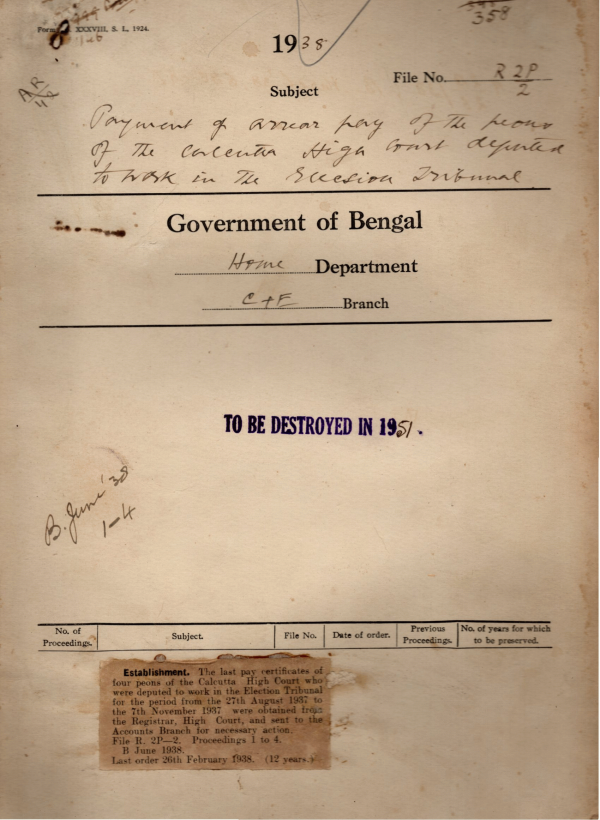 XXXVIII, S. L., 1924.
358
1938
File No. R 2P/2
Subject
Payment of arrear pay of the peons
of the Calcutta High Court deputed
to work in the Election Tribunal
Government of Bengal
Home Department
C & E Branch
TO BE DESTROYED IN 1951.
B. June '38
1–4
No. of Proceedings. Subject. File No. Date of order. Previous Proceedings. No. of years for which to be preserved.
Establishment. The last pay certificates of
four peons of the Calcutta High Court who
were deputed to work in the Election Tribunal
for the period from the 27th August 1937 to
the 7th November 1937 were obtained from
the Registrar, High Court, and sent to the
Accounts Branch for necessary action.
File R. 2P—2. Proceedings 1 to 4.
B June 1938.
Last order 26th February 1938. (12 years.)